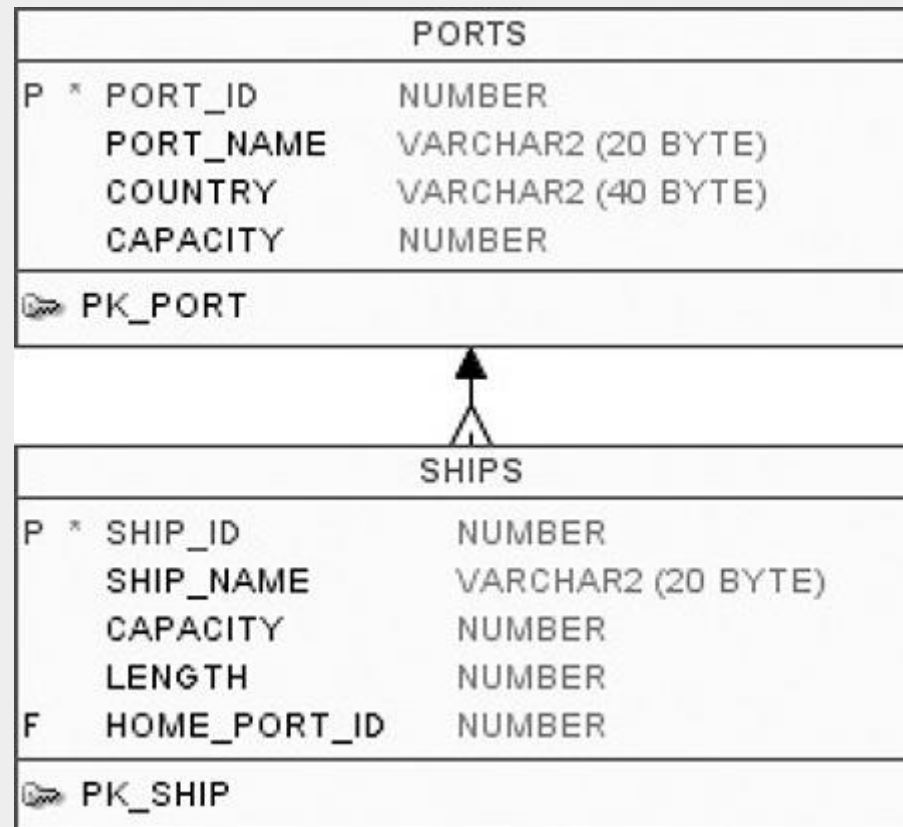 PORTS
P * PORT_ID NUMBER
PORT_NAME VARCHAR2 (20 BYTE)
COUNTRY VARCHAR2 (40 BYTE)
CAPACITY NUMBER
PK_PORT
SHIPS
P * SHIP_ID NUMBER
SHIP_NAME VARCHAR2 (20 BYTE)
CAPACITY NUMBER
LENGTH NUMBER
F HOME_PORT_ID NUMBER
PK_SHIP